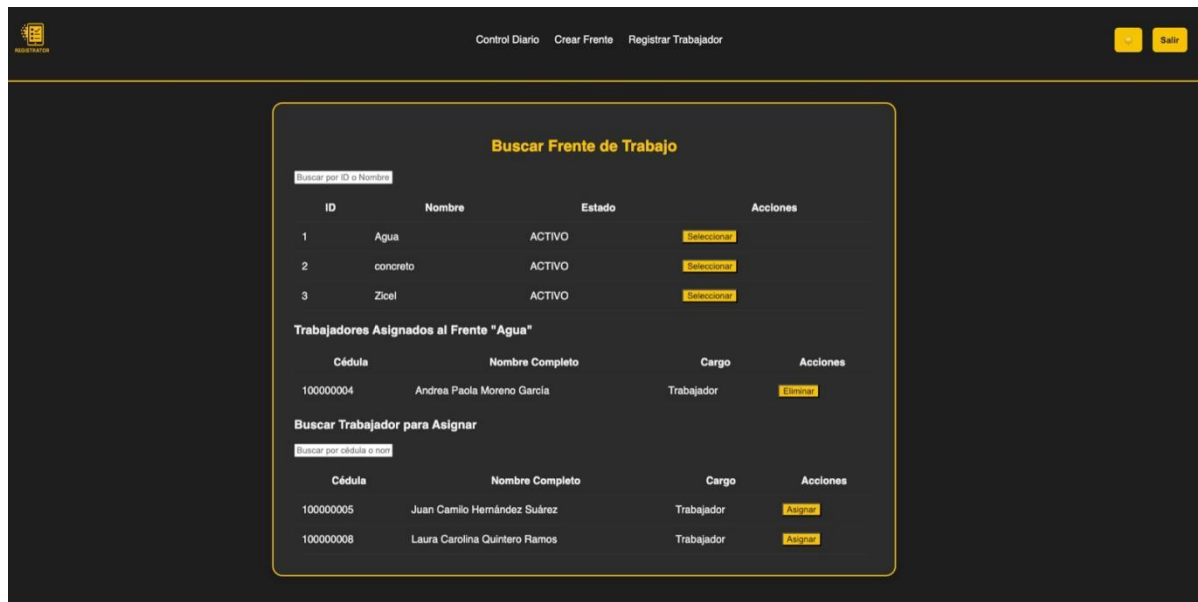 REGISTRATOR
Control Diario Crear Frente Registrar Trabajador
Salir
Buscar Frente de Trabajo
Buscar por ID o Nombre
ID Nombre Estado Acciones
1 Agua ACTIVO Seleccionar
2 concreto ACTIVO Seleccionar
3 Zicel ACTIVO Seleccionar
Trabajadores Asignados al Frente "Agua"
Cédula Nombre Completo Cargo Acciones
100000004 Andrea Paola Moreno García Trabajador Eliminar
Buscar Trabajador para Asignar
Buscar por cédula o nom
Cédula Nombre Completo Cargo Acciones
100000005 Juan Camilo Hernández Suárez Trabajador Asignar
100000008 Laura Carolina Quintero Ramos Trabajador Asignar